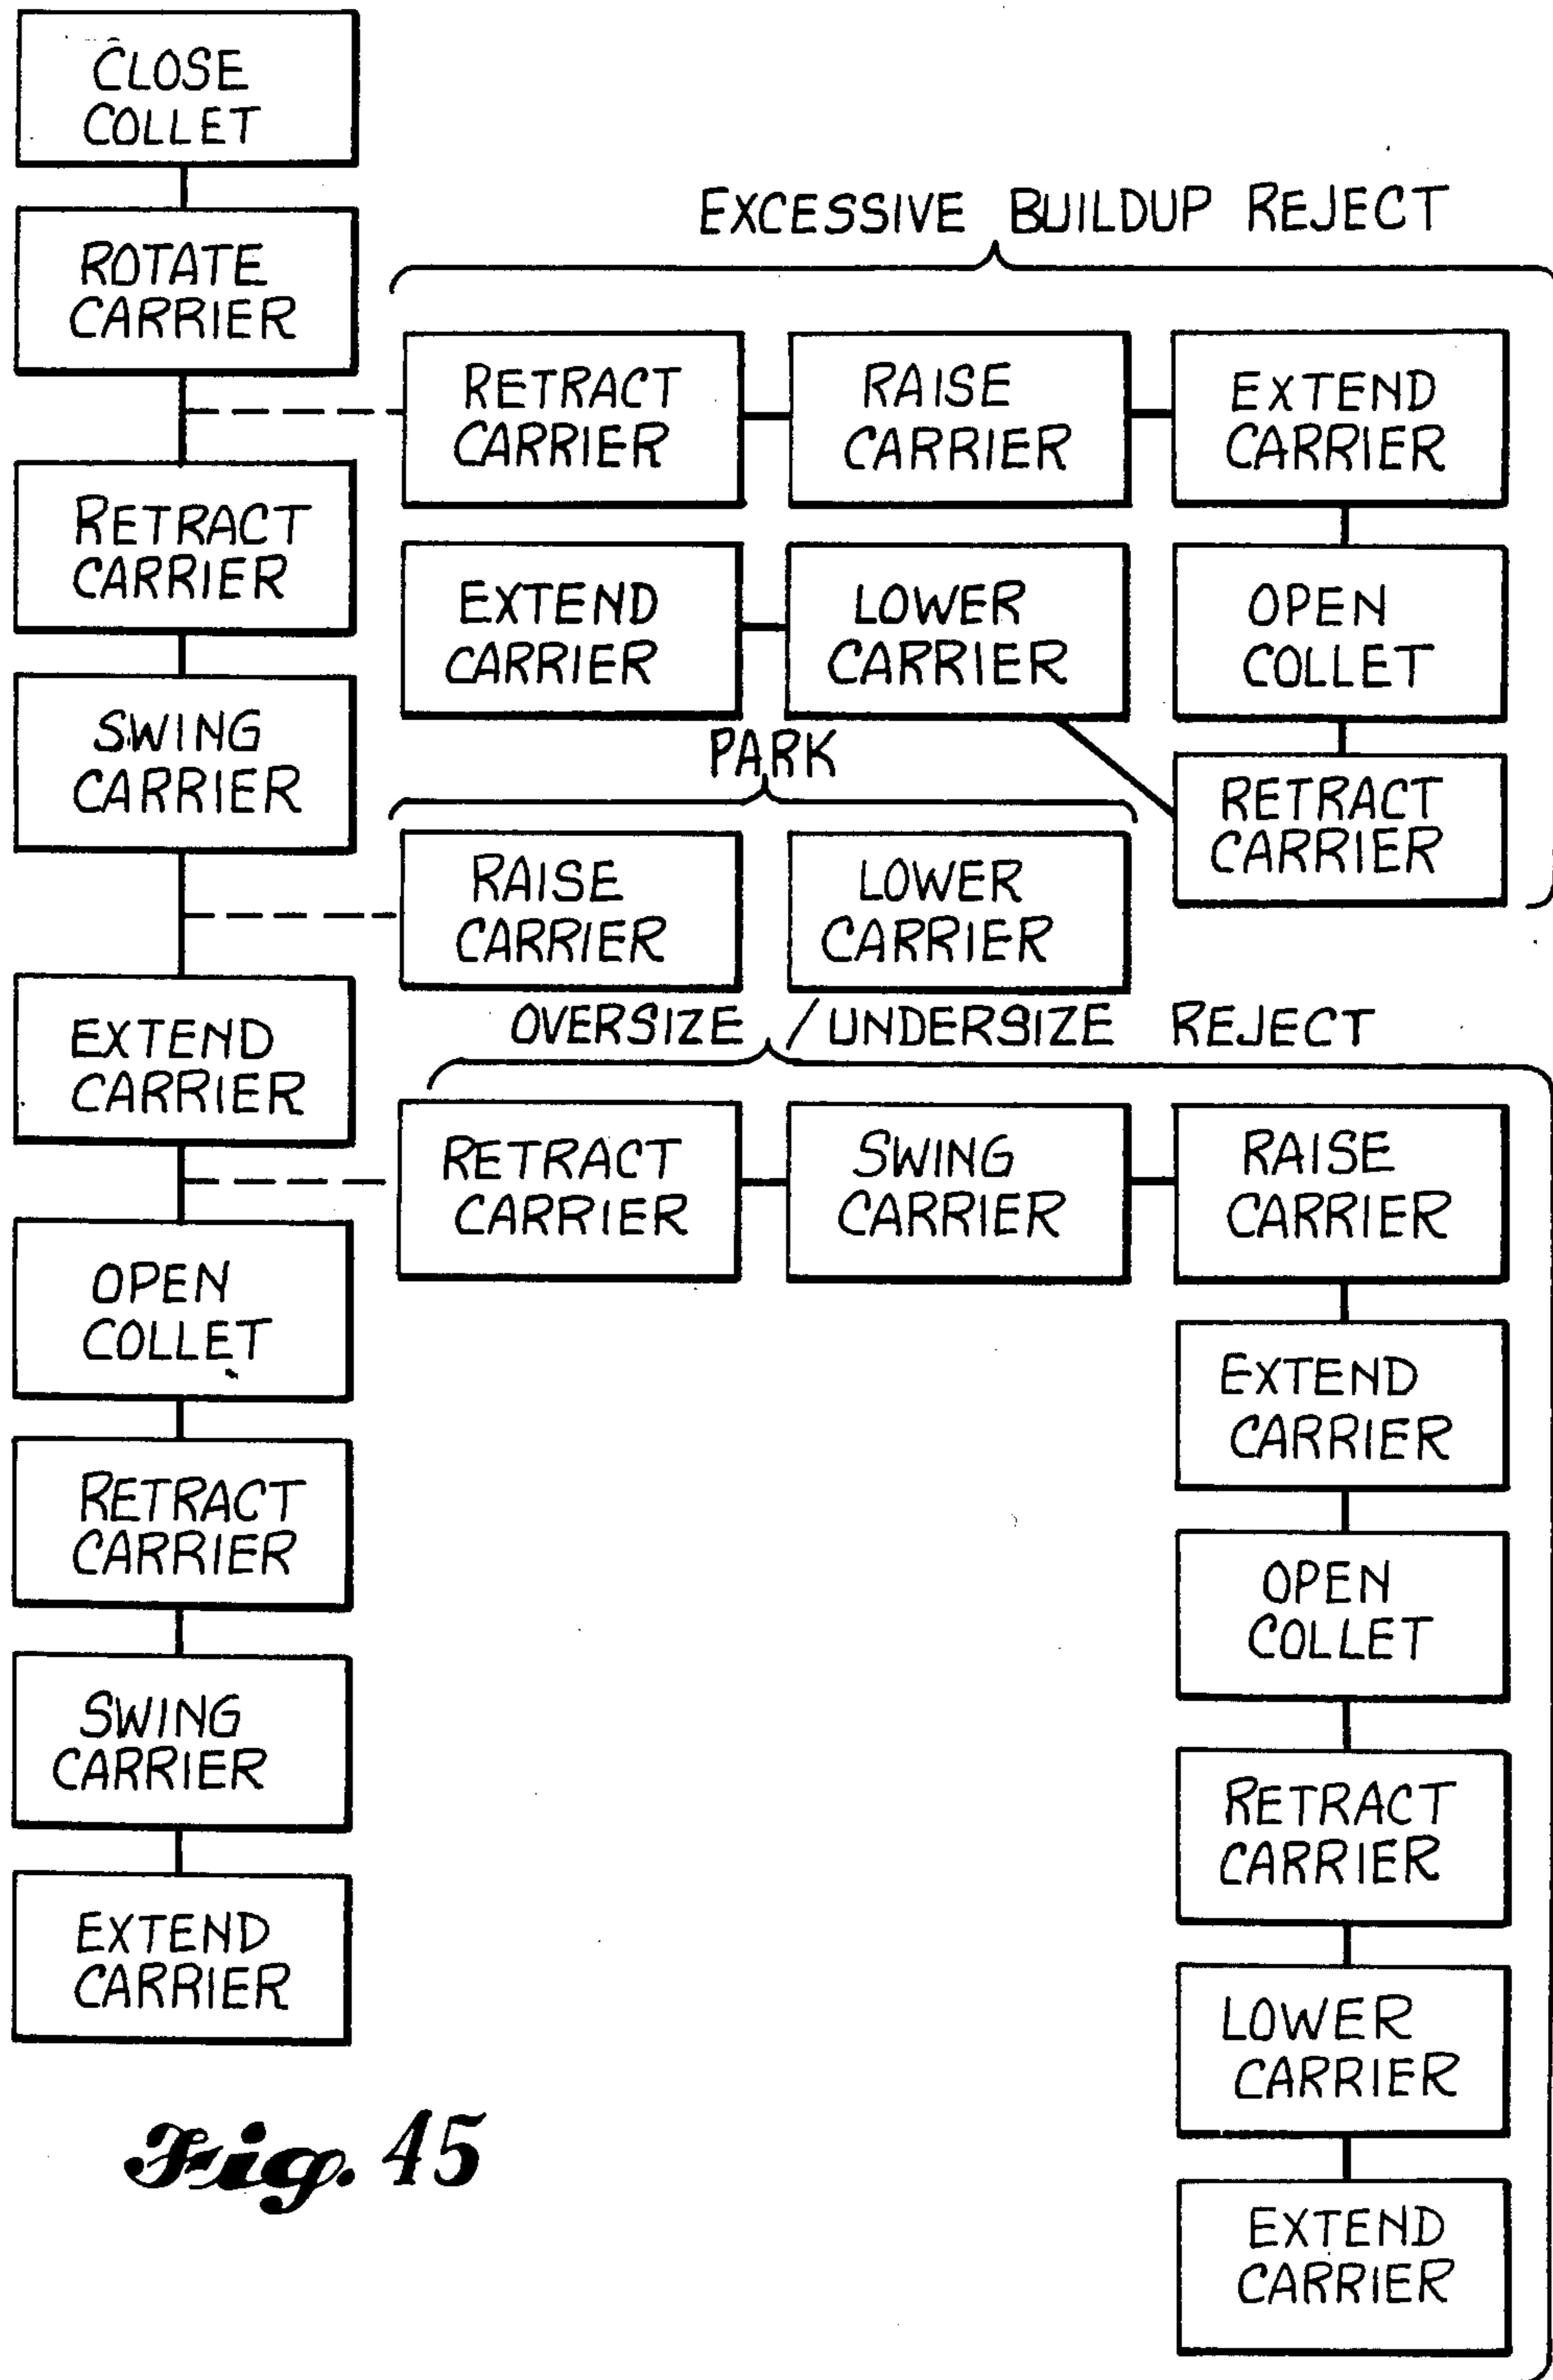 CLOSE
COLLET
ROTATE
CARRIER
RETRACT
CARRIER
SWING
CARRIER
EXTEND
CARRIER
OPEN
COLLET
RETRACT
CARRIER
SWING
CARRIER
EXTEND
CARRIER
EXCESSIVE BUILDUP REJECT
RETRACT
CARRIER
RAISE
CARRIER
EXTEND
CARRIER
OPEN
COLLET
RETRACT
CARRIER
LOWER
CARRIER
EXTEND
CARRIER
PARK
RAISE
CARRIER
LOWER
CARRIER
OVERSIZE / UNDERSIZE REJECT
RETRACT
CARRIER
SWING
CARRIER
RAISE
CARRIER
EXTEND
CARRIER
OPEN
COLLET
RETRACT
CARRIER
LOWER
CARRIER
EXTEND
CARRIER
Fig. 45